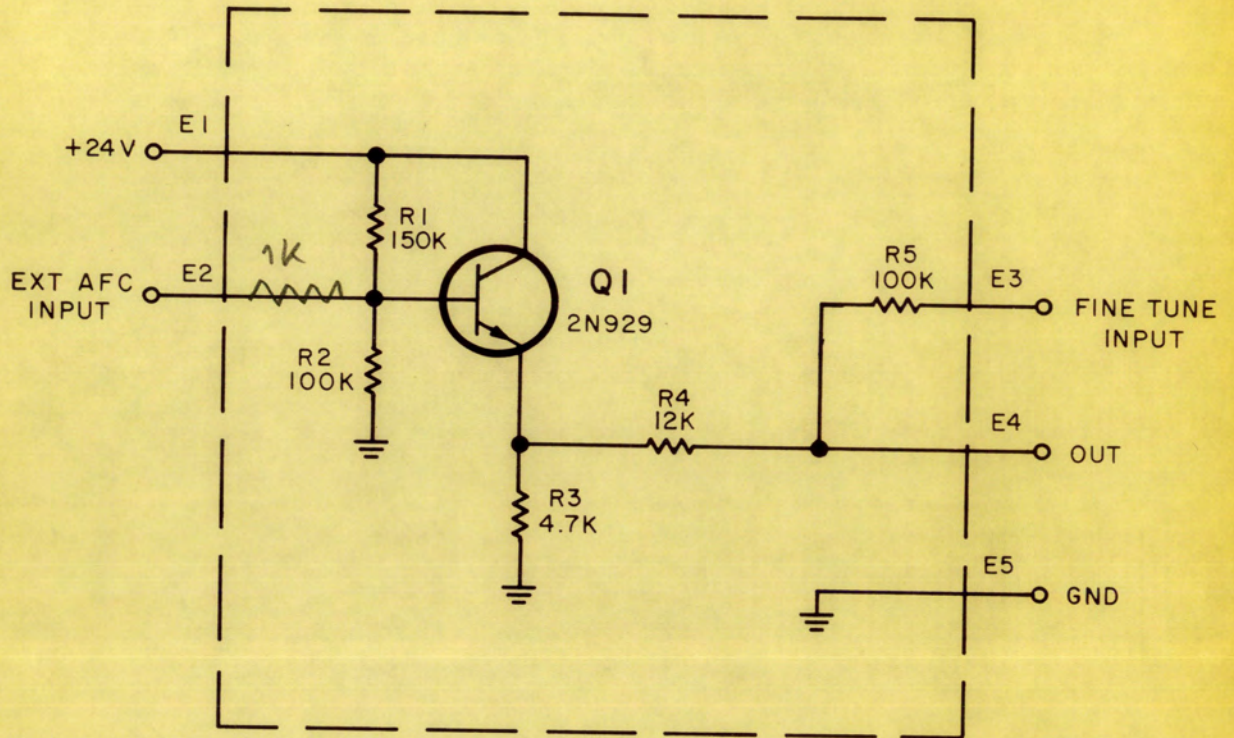 E1
+24V
R1
150K
1K
E2
EXT AFC
INPUT
Q1
2N929
R2
100K
R5
100K
E3
FINE TUNE
INPUT
R4
12K
E4
OUT
R3
4.7K
E5
GND